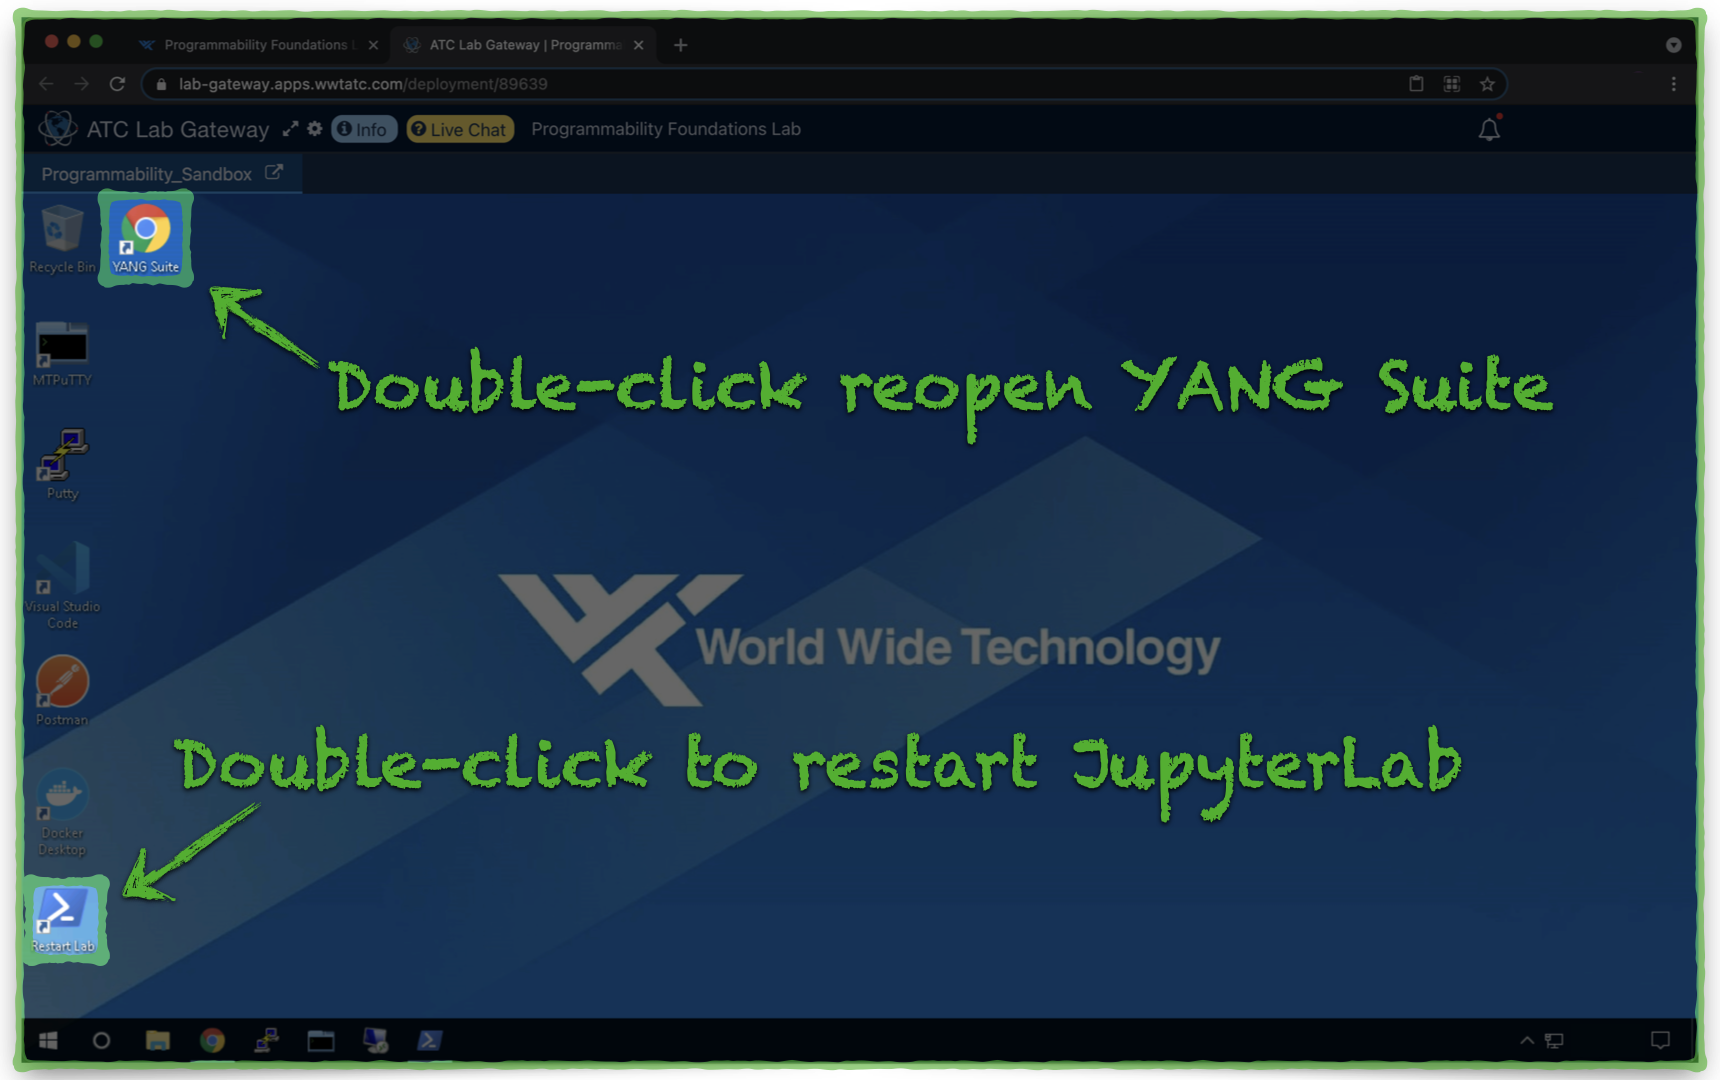 Programmability Foundations L
ATC Lab Gateway | Programma
lab-gateway.apps.wwtatc.com/deployment/89639
ATC Lab Gateway
Info
Live Chat
Programmability Foundations Lab
Programmability_Sandbox
Recycle Bin
YANG Suite
MTPuTTY
Double-click reopen YANG Suite
Putty
Visual Studio
Code
World Wide Technology
Postman
Double-click to restart JupyterLab
Docker
Desktop
Restart Lab